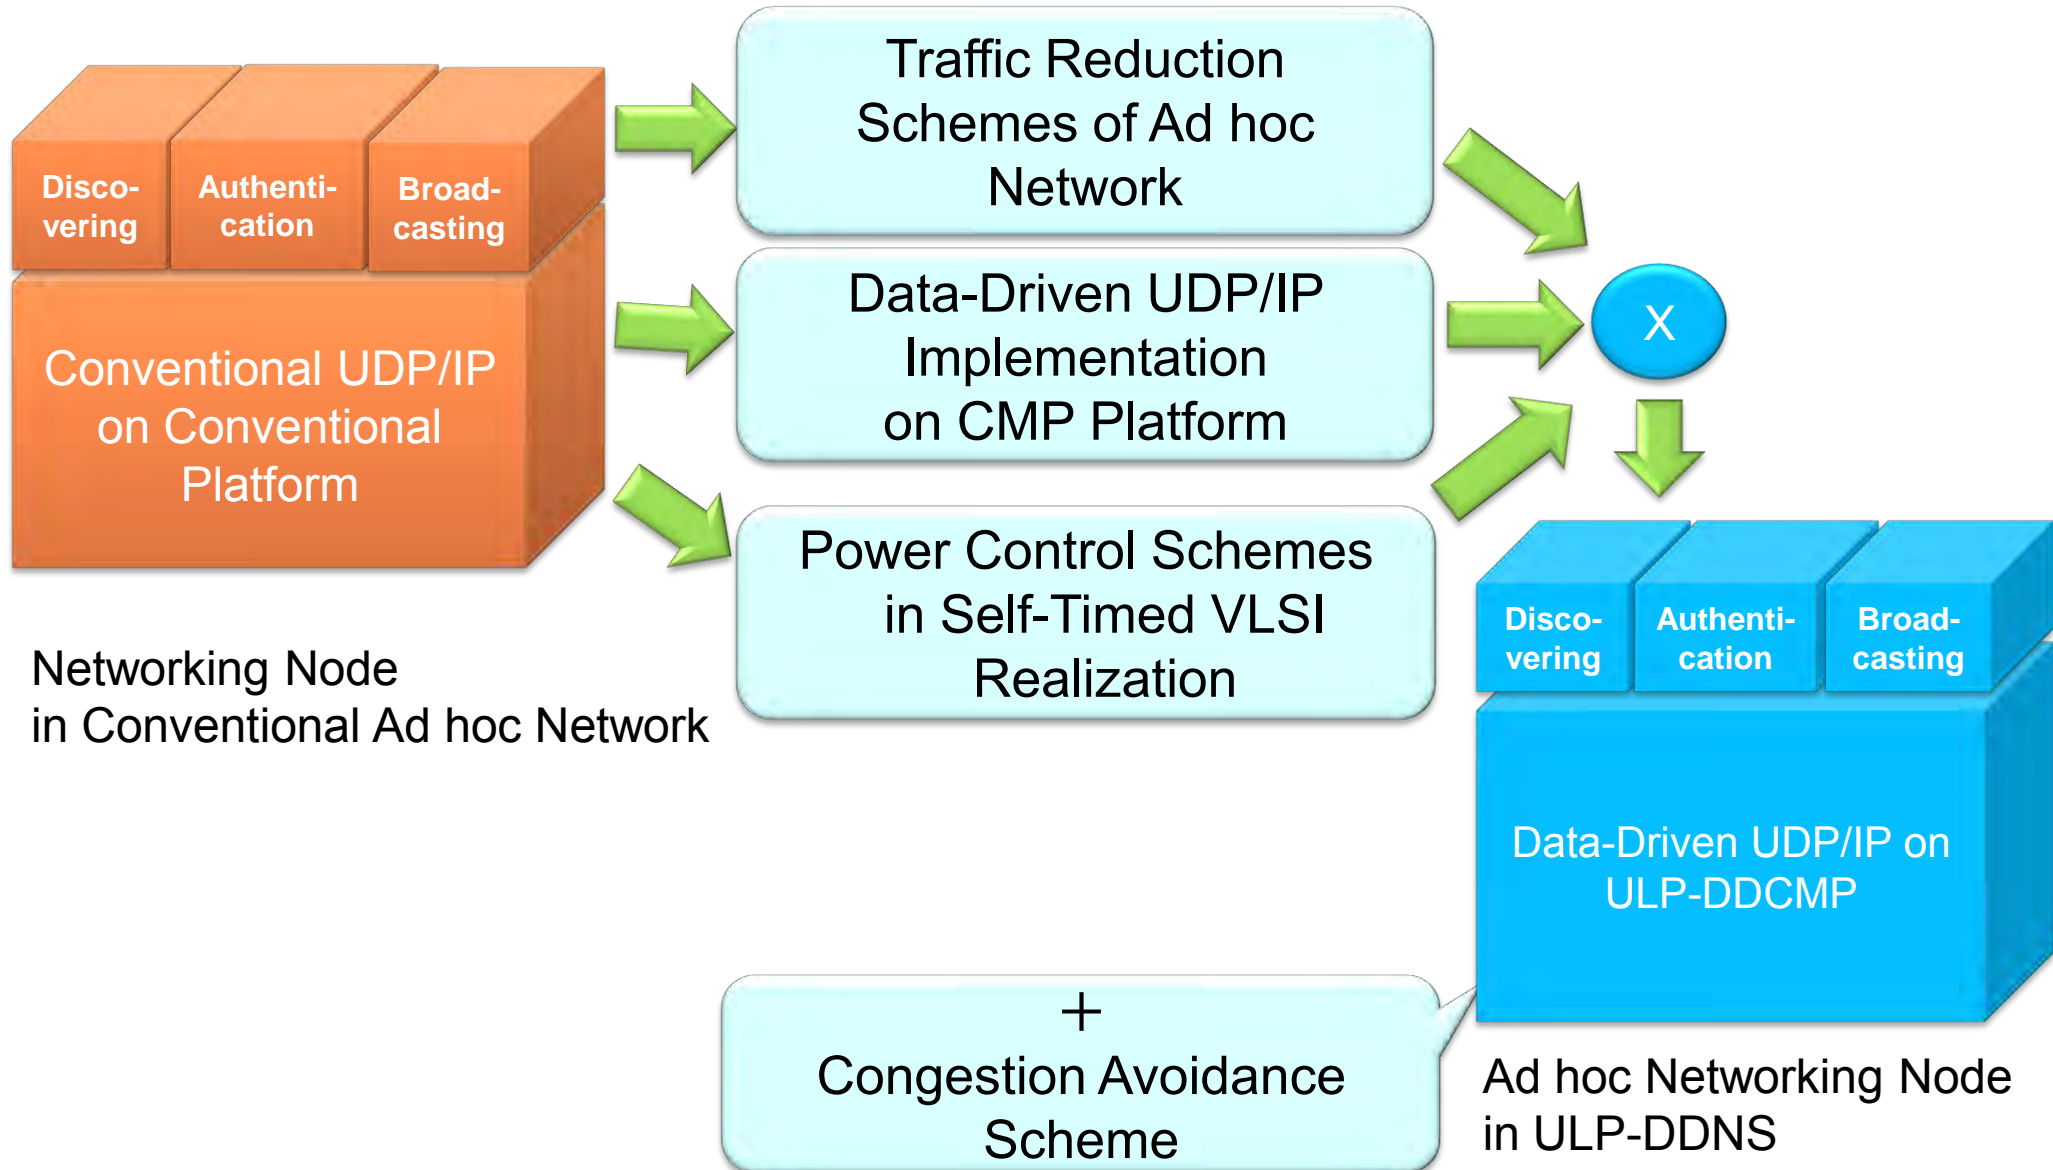 Disco-
vering
Authenti-
cation
Broad-
casting
Conventional UDP/IP
on Conventional
Platform
Networking Node
in Conventional Ad hoc Network
Traffic Reduction
Schemes of Ad hoc
Network
Data-Driven UDP/IP
Implementation
on CMP Platform
Power Control Schemes
in Self-Timed VLSI
Realization
X
Disco-
vering
Authenti-
cation
Broad-
casting
Data-Driven UDP/IP on
ULP-DDCMP
+
Congestion Avoidance
Scheme
Ad hoc Networking Node
in ULP-DDNS